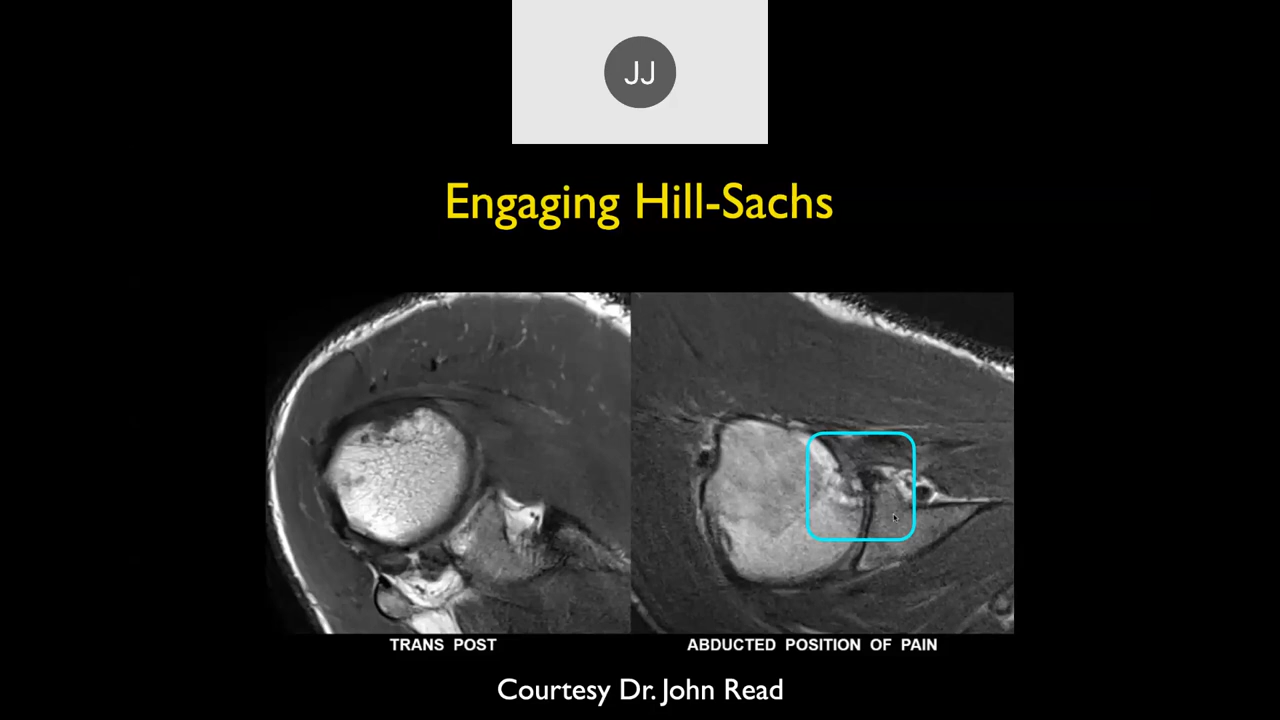 JJ
Engaging Hill-Sachs
TRANS POST
ABDUCTED POSITION OF PAIN
Courtesy Dr. John Read